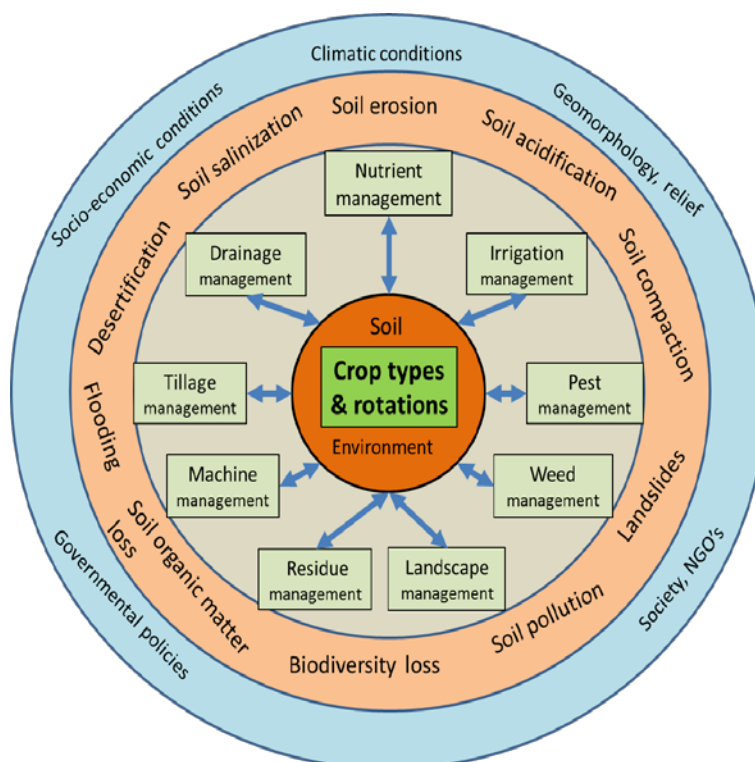 Climatic conditions
Geomorphology, relief
Society, NGO's
Governmental policies
Socio-economic conditions
Soil erosion
Soil acidification
Soil compaction
Landslides
Soil pollution
Biodiversity loss
Soil organic matter
loss
Flooding
Desertification
Soil salinization
Nutrient
management
Irrigation
management
Pest
management
Weed
management
Landscape
management
Residue
management
Machine
management
Tillage
management
Drainage
management
Soil
Crop types
& rotations
Environment